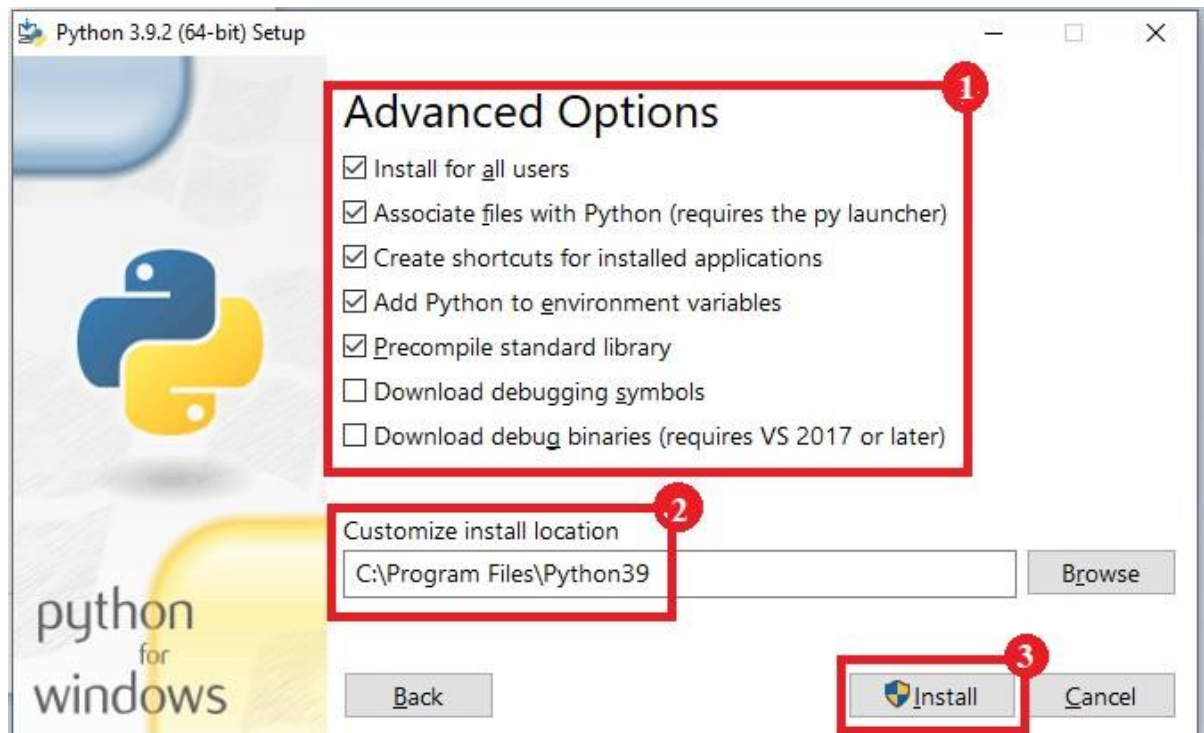 Python 3.9.2 (64-bit) Setup
1
Advanced Options
Install for all users
Associate files with Python (requires the py launcher)
Create shortcuts for installed applications
Add Python to environment variables
Precompile standard library
Download debugging symbols
Download debug binaries (requires VS 2017 or later)
2
Customize install location
C:\Program Files\Python39
Browse
python
for
windows
3
Back
Install
Cancel